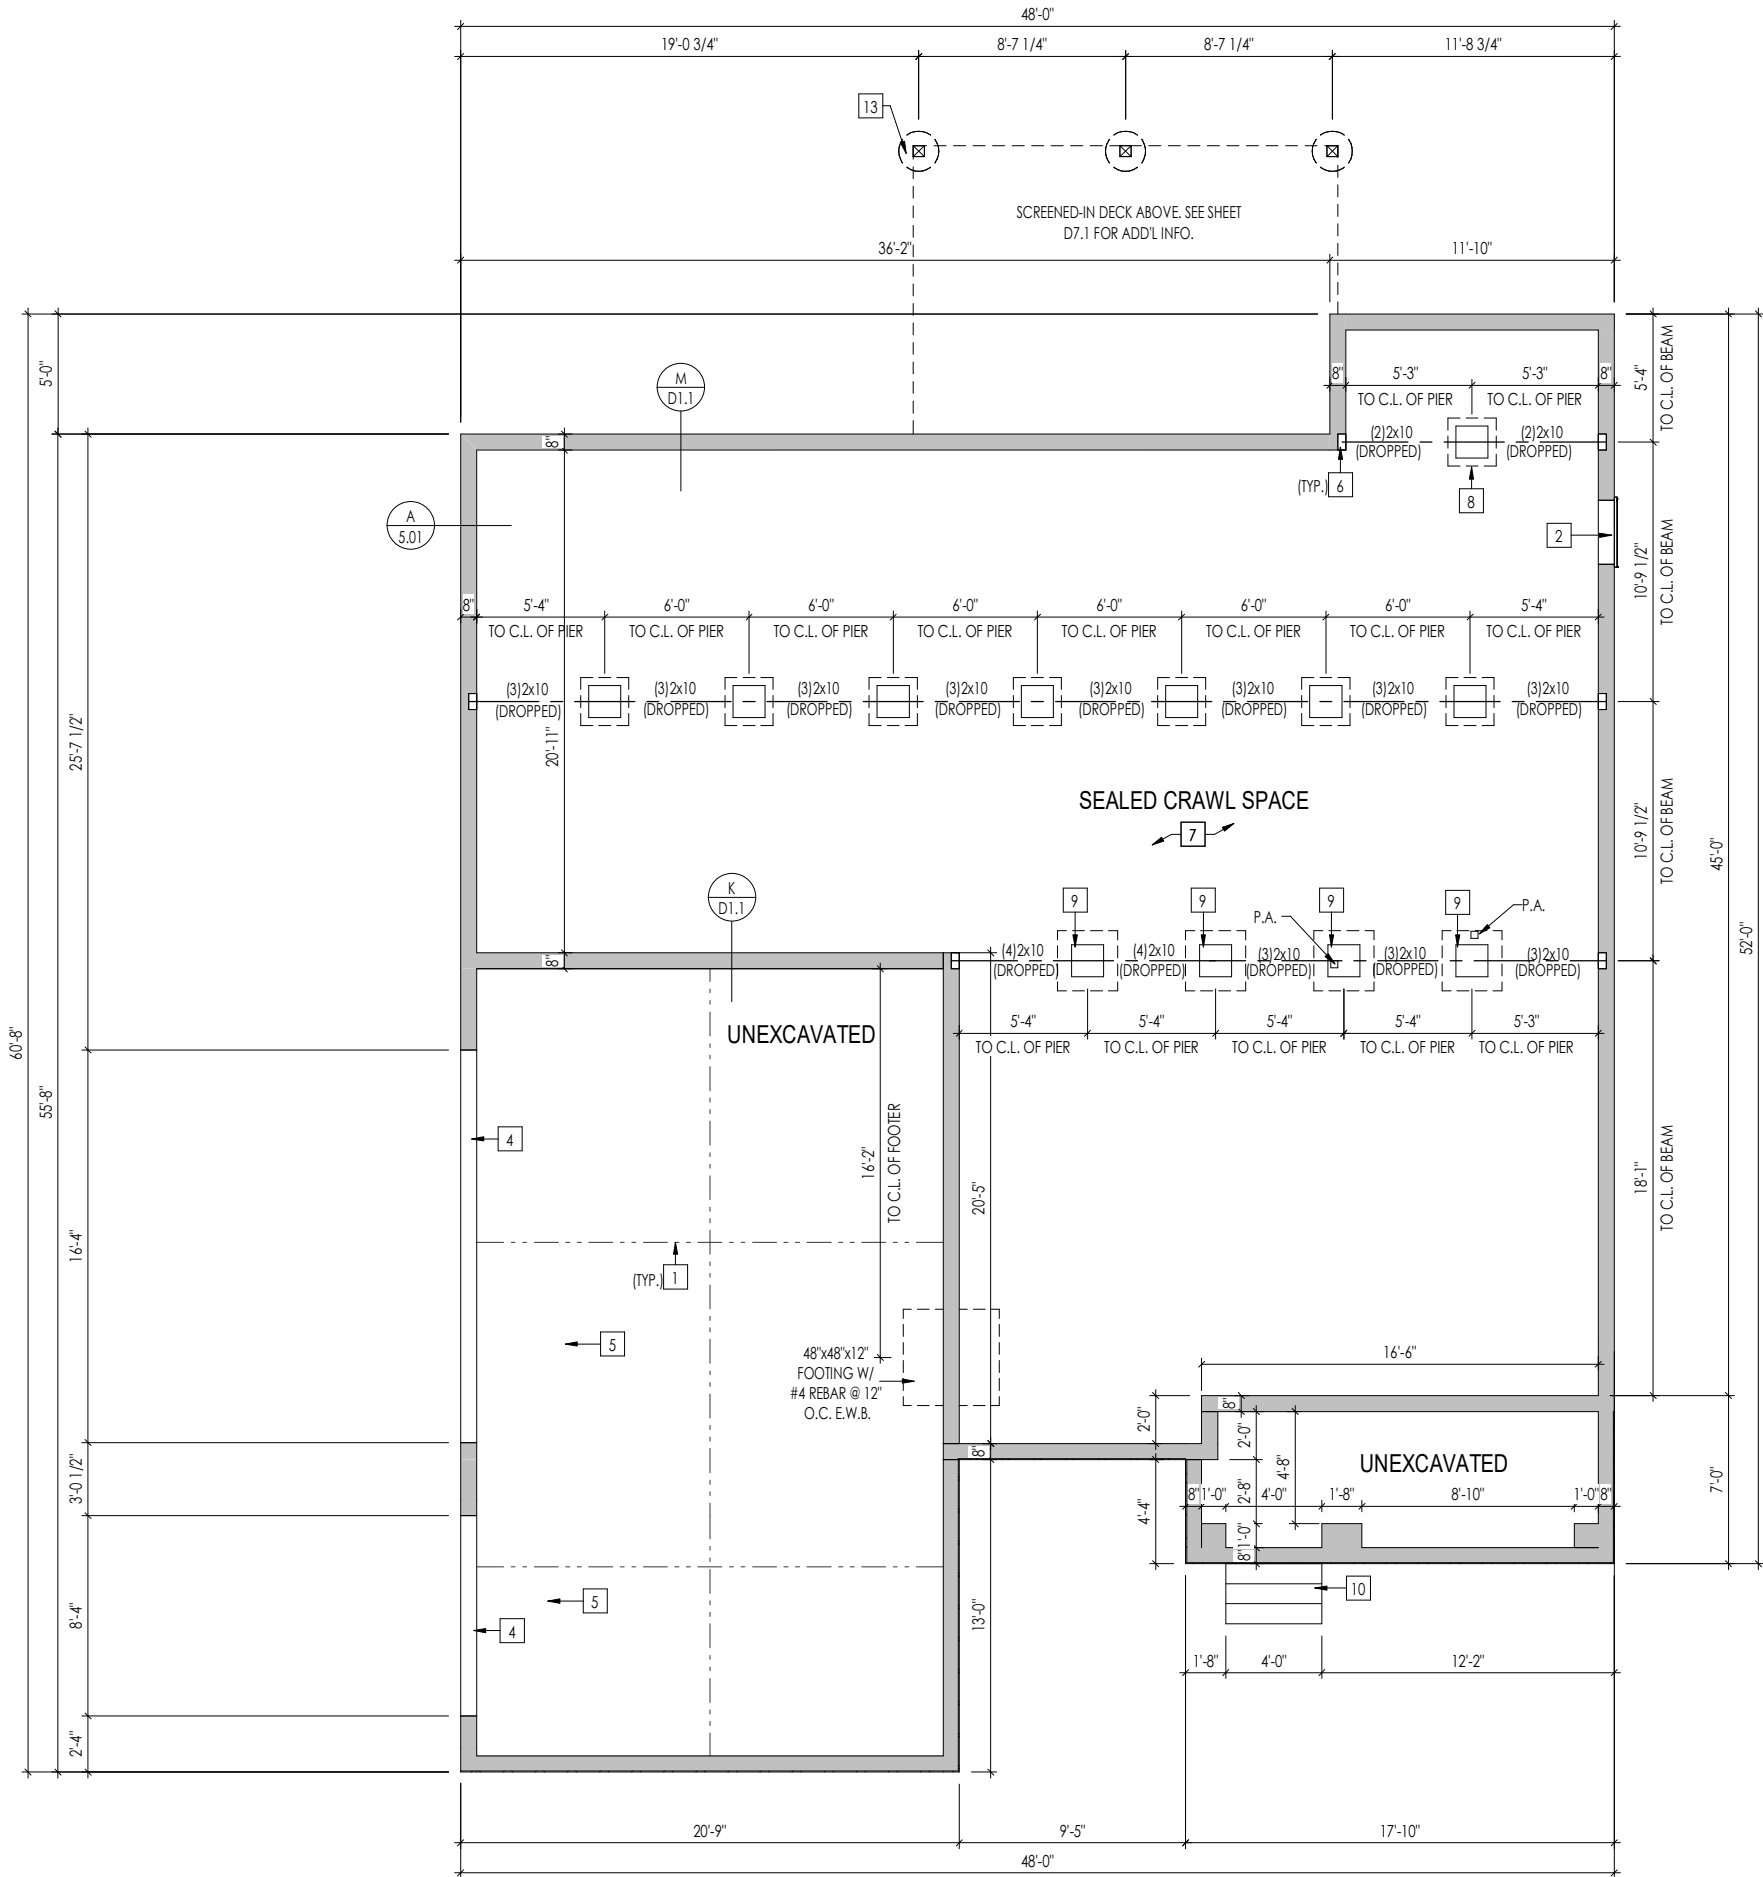 48'-0"
19'-0 3/4"
8'-7 1/4"
8'-7 1/4"
11'-8 3/4"
13
SCREENED-IN DECK ABOVE. SEE SHEET
D7.1 FOR ADD'L INFO.
36'-2"
11'-10"
5'-0"
M
D1.1
8"
5'-3"
5'-3"
8"
TO C.L. OF PIER
TO C.L. OF PIER
5'-4"
TO C.L. OF BEAM
8"
(2)2x10
(DROPPED)
(2)2x10
(DROPPED)
(TYP.)
6
8
A
5.01
2
10'-9 1/2"
TO C.L. OF BEAM
8"
5'-4"
6'-0"
6'-0"
6'-0"
6'-0"
6'-0"
6'-0"
5'-4"
TO C.L. OF PIER
TO C.L. OF PIER
TO C.L. OF PIER
TO C.L. OF PIER
TO C.L. OF PIER
TO C.L. OF PIER
TO C.L. OF PIER
TO C.L. OF PIER
(3)2x10
(DROPPED)
(3)2x10
(DROPPED)
(3)2x10
(DROPPED)
(3)2x10
(DROPPED)
(3)2x10
(DROPPED)
(3)2x10
(DROPPED)
(3)2x10
(DROPPED)
(3)2x10
(DROPPED)
25'-7 1/2"
20'-11"
SEALED CRAWL SPACE
7
10'-9 1/2"
TO C.L. OF BEAM
45'-0"
52'-0"
K
D1.1
9
9
9
9
P.A.
P.A.
8"
(4)2x10
(DROPPED)
(4)2x10
(DROPPED)
(3)2x10
(DROPPED)
(3)2x10
(DROPPED)
(3)2x10
(DROPPED)
5'-4"
5'-4"
5'-4"
5'-4"
5'-3"
TO C.L. OF PIER
TO C.L. OF PIER
TO C.L. OF PIER
TO C.L. OF PIER
TO C.L. OF PIER
UNEXCAVATED
60'-8"
55'-8"
4
16'-2"
TO C.L. OF FOOTER
20'-5"
18'-1"
TO C.L. OF BEAM
16'-4"
(TYP.)
1
5
48"x48"x12"
FOOTING W/
#4 REBAR @ 12"
O.C. E.W.B.
16'-6"
8"
2'-0"
2'-0"
8"
4'-8"
UNEXCAVATED
3'-0 1/2"
4'-4"
2'-8"
8"
1'-0"
4'-0"
1'-8"
8'-10"
1'-0"
8"
7'-0"
1'-0"
8"
10
5
4
8'-4"
13'-0"
1'-8"
4'-0"
12'-2"
2'-4"
20'-9"
9'-5"
17'-10"
48'-0"